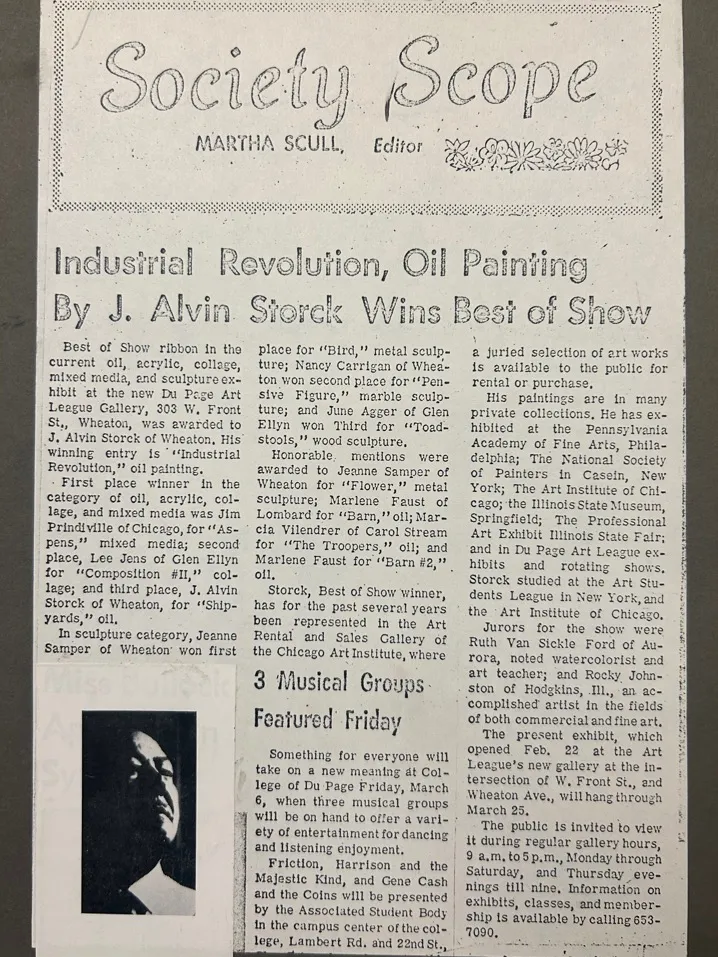 Society Scope
MARTHA SCULL, Editor
Industrial Revolution, Oil Painting
By J. Alvin Storck Wins Best of Show
Best of Show ribbon in the
current oil, acrylic, collage,
mixed media, and sculpture ex-
hibit at the new Du Page Art
League Gallery, 303 W. Front
St., Wheaton, was awarded to
J. Alvin Storck of Wheaton. His
winning entry is "Industrial
Revolution," oil painting.
First place winner in the
category of oil, acrylic, col-
lage, and mixed media was Jim
Prindiville of Chicago, for "As-
pens," mixed media; second
place, Lee Jens of Glen Ellyn
for "Composition #II," col-
lage; and third place, J. Alvin
Storck of Wheaton, for "Ship-
yards," oil.
In sculpture category, Jeanne
Samper of Wheaton won first
place for "Bird," metal sculp-
ture; Nancy Carrigan of Whea-
ton won second place for "Pen-
sive Figure," marble sculp-
ture; and June Agger of Glen
Ellyn won Third for "Toad-
stools," wood sculpture.
Honorable mentions were
awarded to Jeanne Samper of
Wheaton for "Flower," metal
sculpture; Marlene Faust of
Lombard for "Barn," oil; Mar-
cia Vilendrer of Carol Stream
for "The Troopers," oil; and
Marlene Faust for "Barn #2,"
oil.
Storck, Best of Show winner,
has for the past several years
been represented in the Art
Rental and Sales Gallery of
the Chicago Art Institute, where
a juried selection of art works
is available to the public for
rental or purchase.
His paintings are in many
private collections. He has ex-
hibited at the Pennsylvania
Academy of Fine Arts, Phila-
delphia; The National Society
of Painters in Casein, New
York; The Art Institute of Chi-
cago; the Illinois State Museum,
Springfield; The Professional
Art Exhibit Illinois State Fair;
and in Du Page Art League ex-
hibits and rotating shows.
Storck studied at the Art Stu-
dents League in New York, and
the Art Institute of Chicago.
Jurors for the show were
Ruth Van Sickle Ford of Au-
rora, noted watercolorist and
art teacher; and Rocky John-
ston of Hodgkins, Ill., an ac-
complished artist in the fields
of both commercial and fine art.
The present exhibit, which
opened Feb. 22 at the Art
League's new gallery at the in-
tersection of W. Front St., and
Wheaton Ave., will hang through
March 25.
The public is invited to view
it during regular gallery hours,
9 a.m. to 5 p.m., Monday through
Saturday, and Thursday eve-
nings till nine. Information on
exhibits, classes, and member-
ship is available by calling 653-
7090.
3 Musical Groups
Featured Friday
Something for everyone will
take on a new meaning at Col-
lege of Du Page Friday, March
6, when three musical groups
will be on hand to offer a vari-
ety of entertainment for dancing
and listening enjoyment.
Friction, Harrison and the
Majestic Kind, and Gene Cash
and the Coins will be presented
by the Associated Student Body
in the campus center of the col-
lege, Lambert Rd. and 22nd St.,